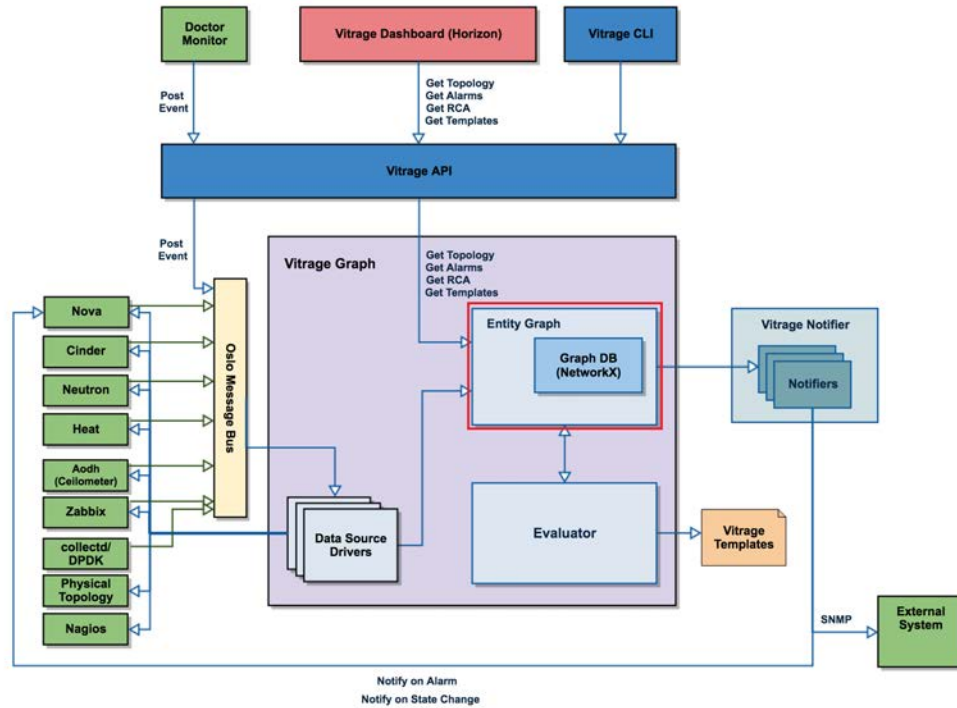 Doctor
Monitor
Vitrage Dashboard (Horizon)
Vitrage CLI
Post
Event
Get Topology
Get Alarms
Get RCA
Get Templates
Vitrage API
Post
Event
Vitrage Graph
Get Topology
Get Alarms
Get RCA
Get Templates
Nova
Cinder
Neutron
Heat
Aodh
(Ceilometer)
Zabbix
collectd/
DPDK
Physical
Topology
Nagios
Oslo Message Bus
Entity Graph
Graph DB
(NetworkX)
Vitrage Notifier
Notifiers
Data Source
Drivers
Evaluator
Vitrage
Templates
SNMP
External
System
Notify on Alarm
Notify on State Change